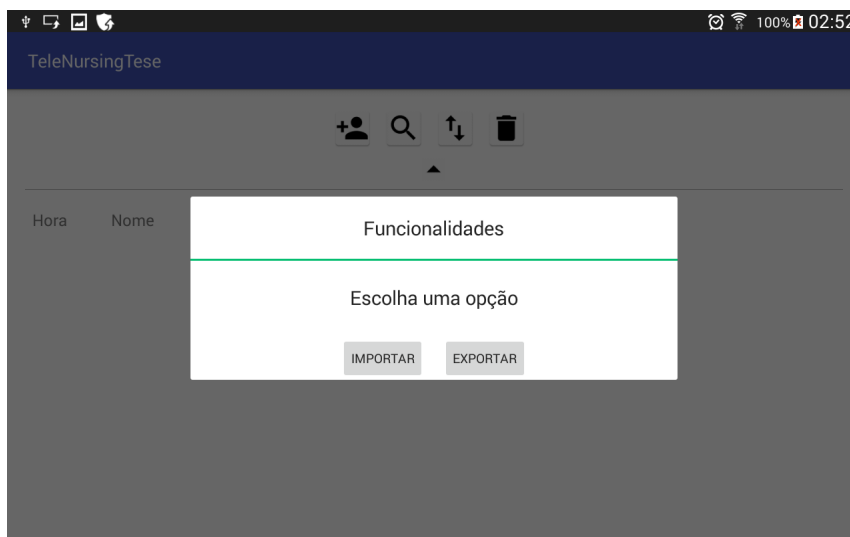 100% 02:52
TeleNursingTese
Hora Nome
Funcionalidades
Escolha uma opção
IMPORTAR EXPORTAR